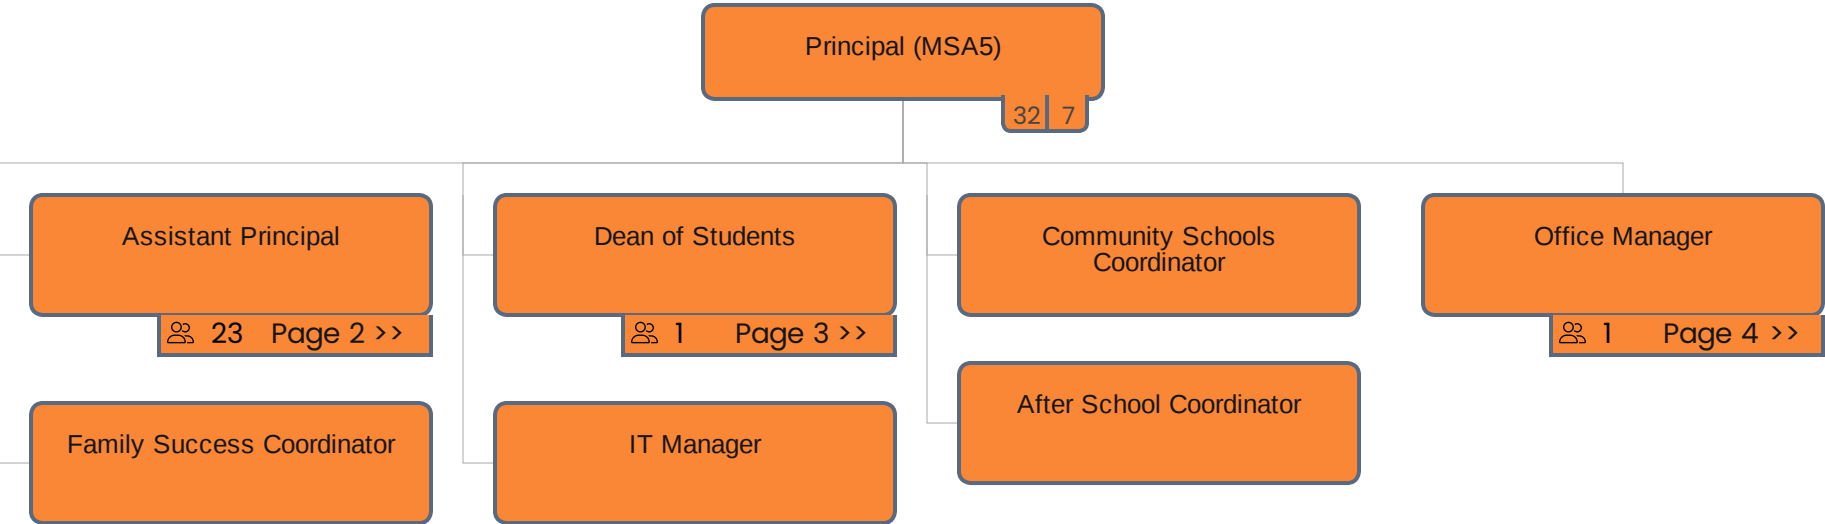 Principal (MSA5)
32 7
Assistant Principal
23 Page 2 >>
Dean of Students
1 Page 3 >>
Community Schools
Coordinator
Office Manager
1 Page 4 >>
Family Success Coordinator
IT Manager
After School Coordinator